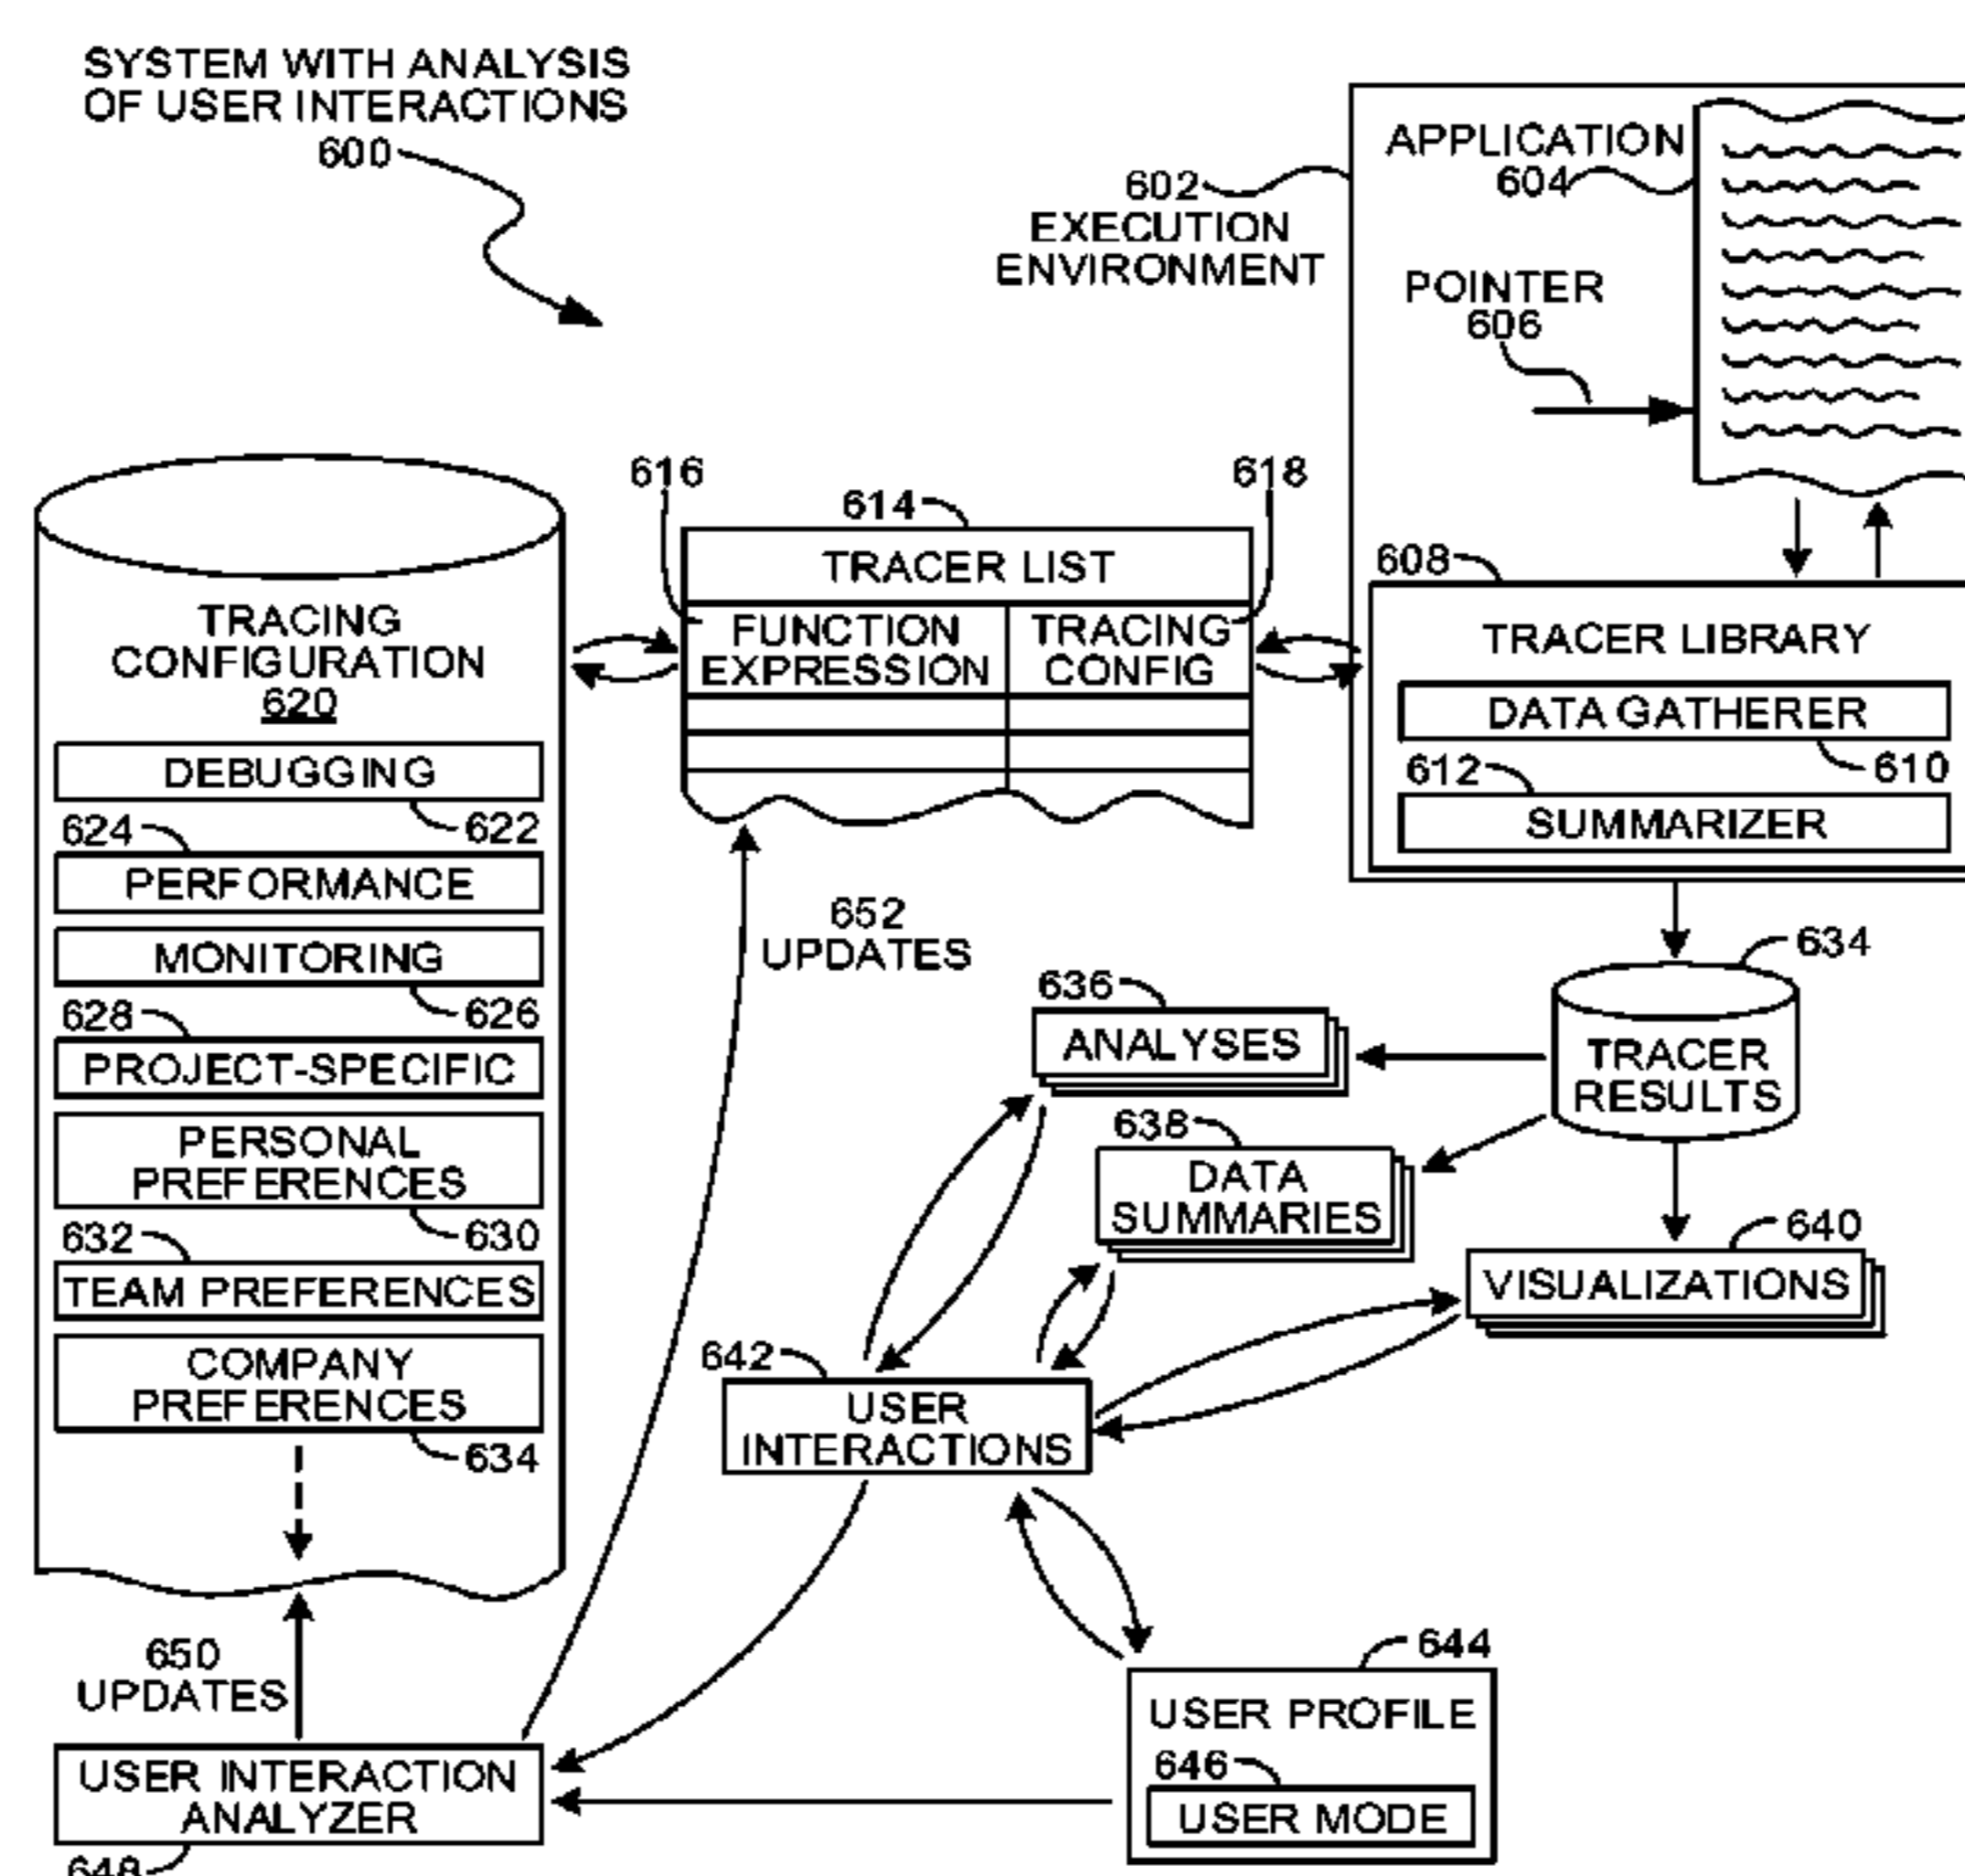 SYSTEM WITH ANALYSIS
OF USER INTERACTIONS
600
602
EXECUTION
ENVIRONMENT
APPLICATION
604
POINTER
606
608
TRACER LIBRARY
DATA GATHERER
610
612
SUMMARIZER
616
618
614
TRACER LIST
FUNCTION
EXPRESSION
TRACING
CONFIG
TRACING
CONFIGURATION
620
DEBUGGING
622
624
PERFORMANCE
MONITORING
626
628
PROJECT-SPECIFIC
PERSONAL
PREFERENCES
630
632
TEAM PREFERENCES
COMPANY
PREFERENCES
634
652
UPDATES
634
TRACER
RESULTS
636
ANALYSES
638
DATA
SUMMARIES
640
VISUALIZATIONS
642
USER
INTERACTIONS
644
USER PROFILE
646
USER MODE
650
UPDATES
USER INTERACTION
ANALYZER
648